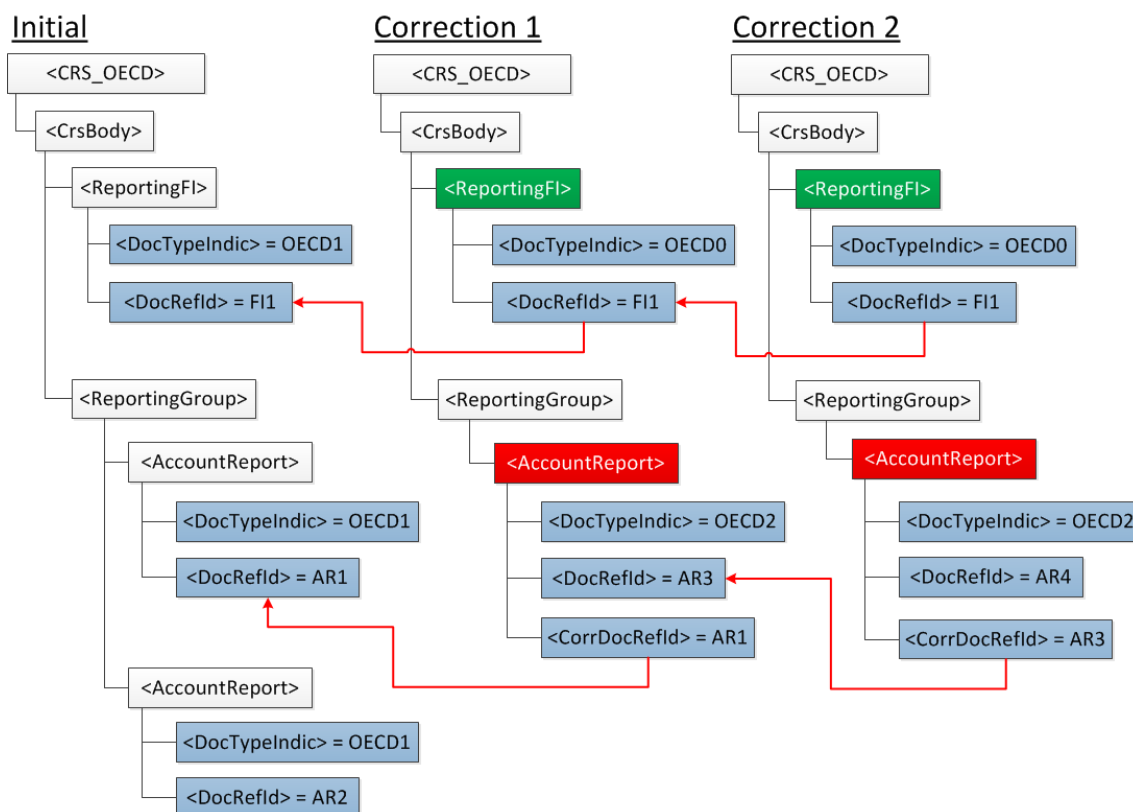 Initial
<CRS_OECD>
<CrsBody>
<ReportingFI>
<DocTypeIndic> = OECD1
<DocRefId> = FI1
<ReportingGroup>
<AccountReport>
<DocTypeIndic> = OECD1
<DocRefId> = AR1
<AccountReport>
<DocTypeIndic> = OECD1
<DocRefId> = AR2
Correction 1
<CRS_OECD>
<CrsBody>
<ReportingFI>
<DocTypeIndic> = OECD0
<DocRefId> = FI1
<ReportingGroup>
<AccountReport>
<DocTypeIndic> = OECD2
<DocRefId> = AR3
<CorrDocRefId> = AR1
Correction 2
<CRS_OECD>
<CrsBody>
<ReportingFI>
<DocTypeIndic> = OECD0
<DocRefId> = FI1
<ReportingGroup>
<AccountReport>
<DocTypeIndic> = OECD2
<DocRefId> = AR4
<CorrDocRefId> = AR3